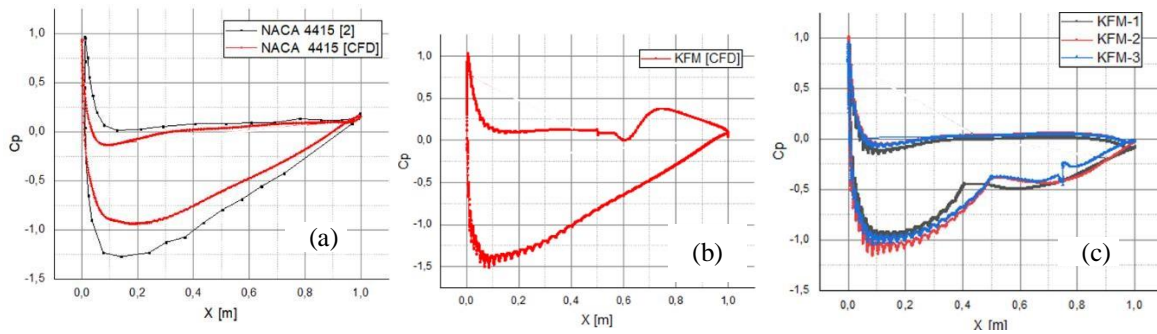 NACA 4415 [2]
NACA 4415 [CFD]
1,0
0,5
0,0
-0,5
-1,0
-1,5
Cp
0,0 0,2 0,4 0,6 0,8 1,0
X [m]
(a)
KFM [CFD]
1,0
0,5
0,0
-0,5
-1,0
-1,5
Cp
0,0 0,2 0,4 0,6 0,8 1,0
X [m]
(b)
KFM-1
KFM-2
KFM-3
1,0
0,5
0,0
-0,5
-1,0
-1,5
Cp
0,0 0,2 0,4 0,6 0,8 1,0
X [m]
(c)